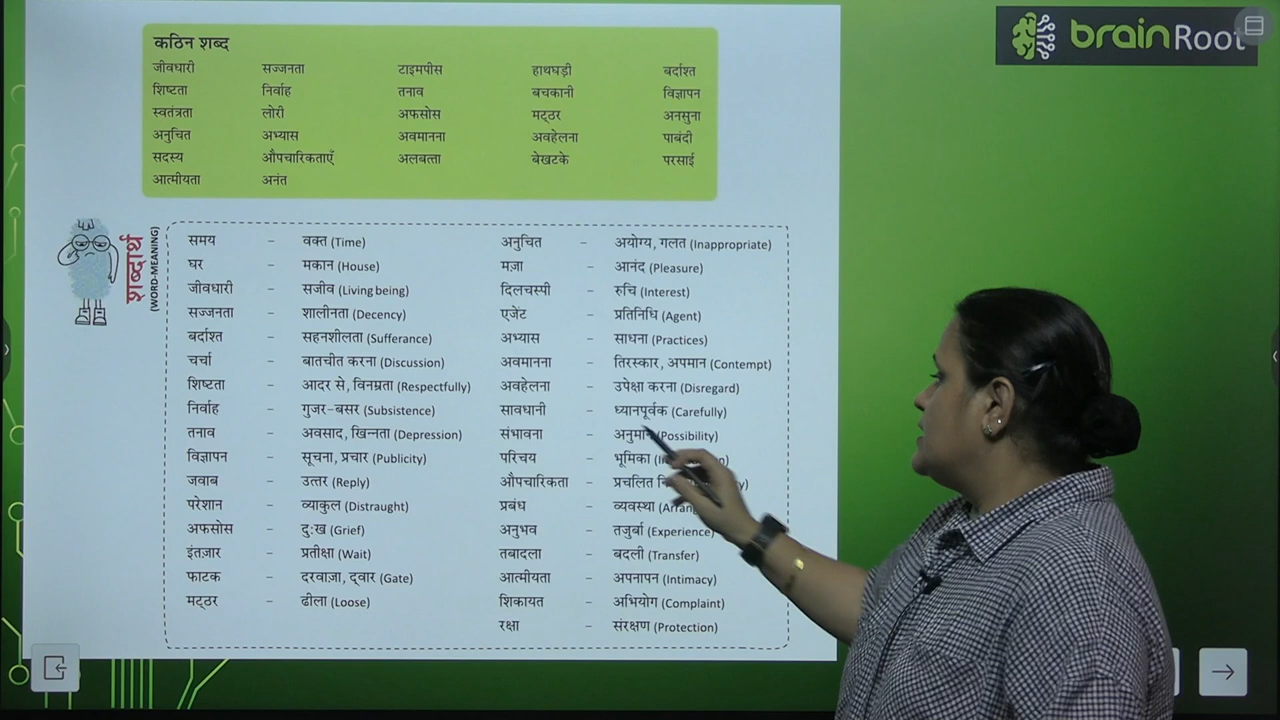 brainRoot
कठिन शब्द
जीवधारी सज्जनता टाइमपीस हाथघड़ी बर्दाश्त
शिष्टता निर्वाह तनाव बचकानी विज्ञापन
स्वतंत्रता लोरी अफसोस मट्ठर अनसुना
अनुचित अभ्यास अवमानना अवहेलना पाबंदी
सदस्य औपचारिकताएँ अलबत्ता बेखटके परसाई
आत्मीयता अनंत
शब्दार्थ
(WORD-MEANING)
समय – वक्त (Time)
घर – मकान (House)
जीवधारी – सजीव (Living being)
सज्जनता – शालीनता (Decency)
बर्दाश्त – सहनशीलता (Sufferance)
चर्चा – बातचीत करना (Discussion)
शिष्टता – आदर से, विनम्रता (Respectfully)
निर्वाह – गुजर-बसर (Subsistence)
तनाव – अवसाद, खिन्नता (Depression)
विज्ञापन – सूचना, प्रचार (Publicity)
जवाब – उत्तर (Reply)
परेशान – व्याकुल (Distraught)
अफसोस – दुःख (Grief)
इंतज़ार – प्रतीक्षा (Wait)
फाटक – दरवाज़ा, द्वार (Gate)
मट्ठर – ढीला (Loose)
अनुचित – अयोग्य, गलत (Inappropriate)
मज़ा – आनंद (Pleasure)
दिलचस्पी – रुचि (Interest)
एजेंट – प्रतिनिधि (Agent)
अभ्यास – साधना (Practices)
अवमानना – तिरस्कार, अपमान (Contempt)
अवहेलना – उपेक्षा करना (Disregard)
सावधानी – ध्यानपूर्वक (Carefully)
संभावना – अनुमान (Possibility)
परिचय – भूमिका
औपचारिकता – प्रचलित
प्रबंध – व्यवस्था
अनुभव – तजुर्बा (Experience)
तबादला – बदली (Transfer)
आत्मीयता – अपनापन (Intimacy)
शिकायत – अभियोग (Complaint)
रक्षा – संरक्षण (Protection)